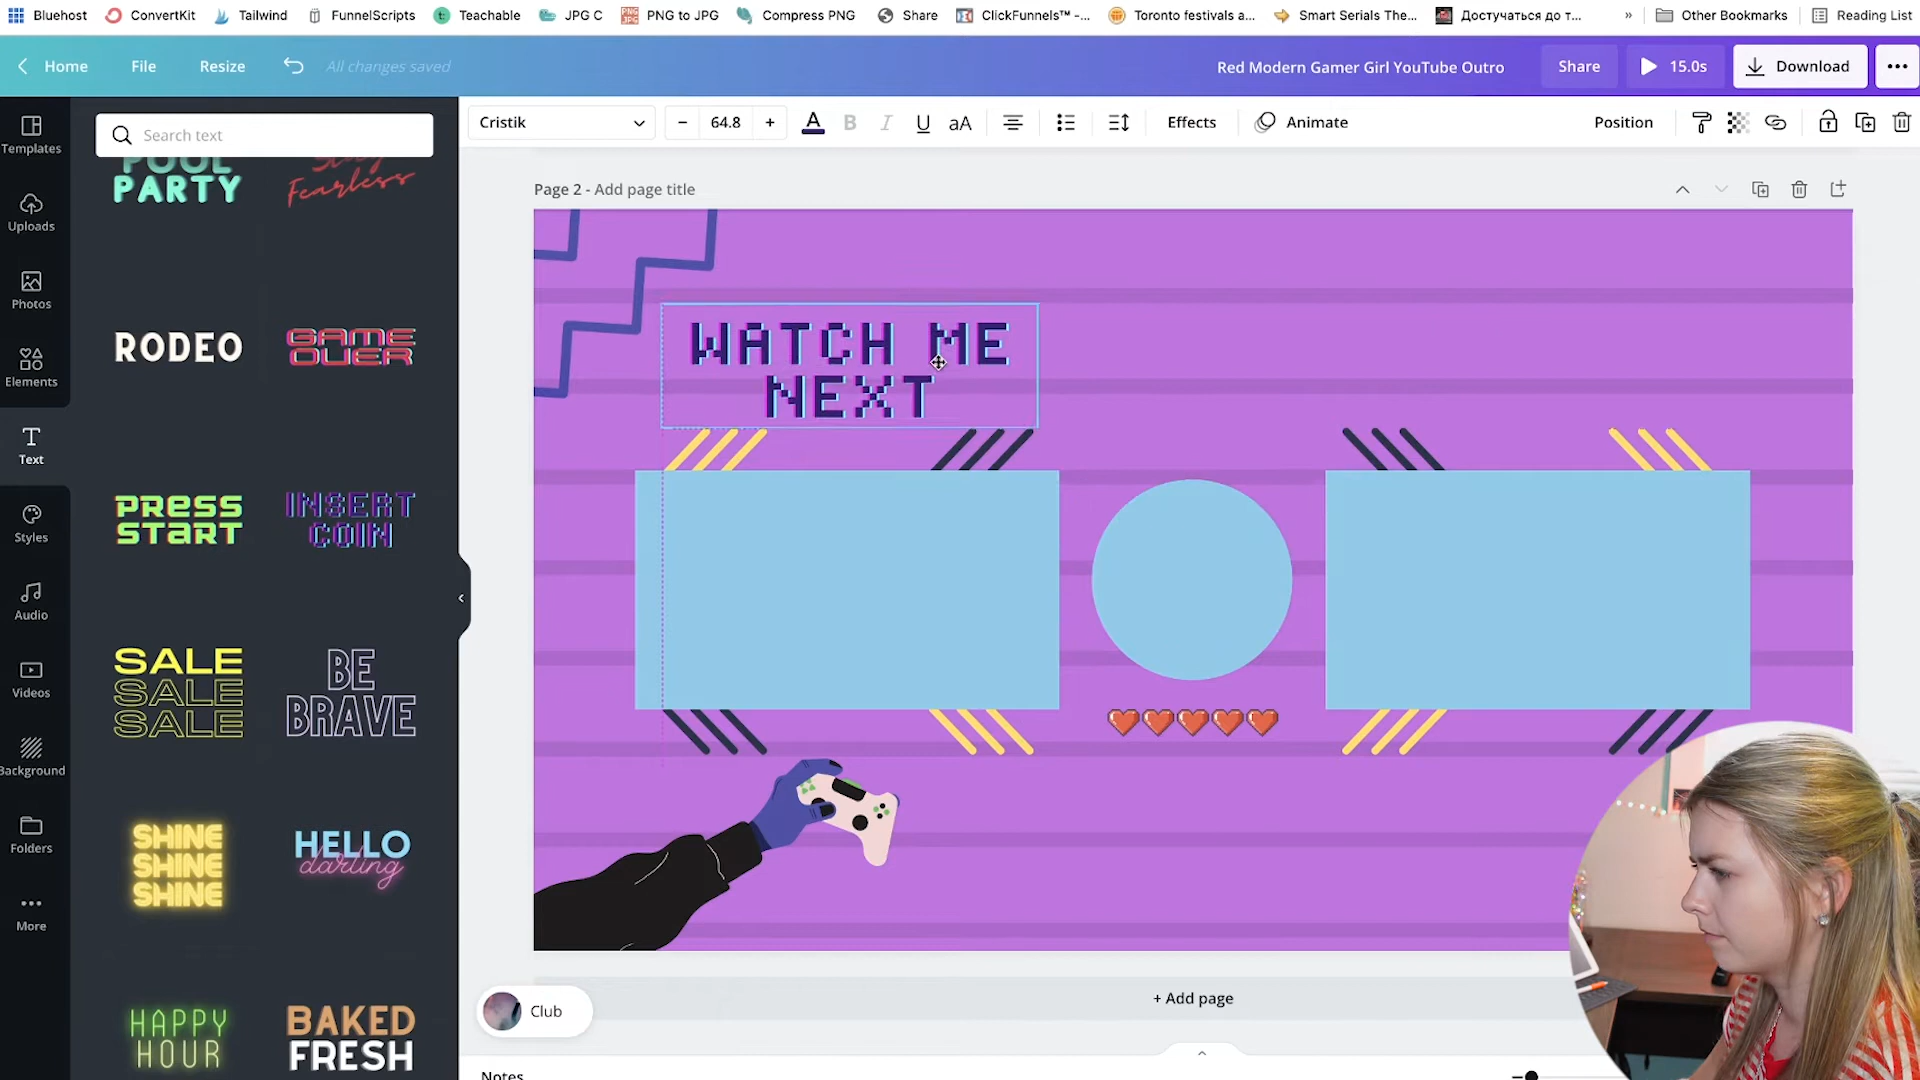 Bluehost ConvertKit Tailwind FunnelScripts Teachable JPG C PNG to JPG Compress PNG Share ClickFunnels™ -... Toronto festivals a... Smart Serials The... Достучаться до т... » Other Bookmarks Reading List
Home File Resize All changes saved Red Modern Gamer Girl YouTube Outro Share 15.0s Download
Templates
Uploads
Photos
Elements
Text
Styles
Audio
Videos
Background
Folders
More
Search text
POOL
PARTY
Fearless
RODEO
GAME
OVER
PRESS
START
INSERT
COIN
SALE
SALE
SALE
BE
BRAVE
SHINE
SHINE
SHINE
HELLO
darling
HAPPY
HOUR
BAKED
FRESH
Cristik - 64.8 + A B I U aA Effects Animate Position
Page 2 - Add page title
WATCH ME
NEXT
Club
+ Add page
Notes